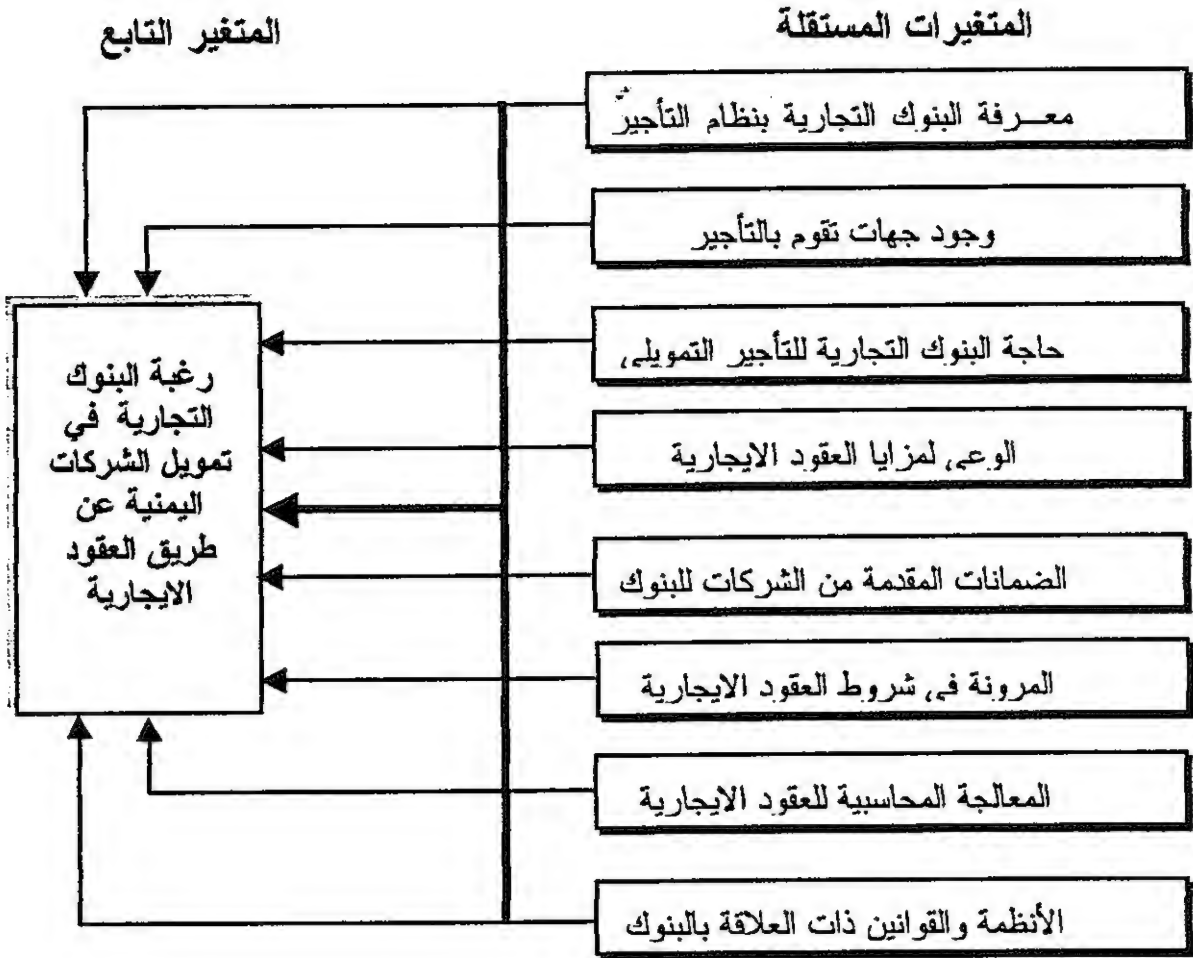 المتغيرات المستقلة
المتغير التابع
معـــرفة البنوك التجارية بنظام التأجير
وجود جهات تقوم بالتأجير
حاجة البنوك التجارية للتأجير التمويلي
الوعي لمزايا العقود الايجارية
الضمانات المقدمة من الشركات للبنوك
المرونة في شروط العقود الايجارية
المعالجة المحاسبية للعقود الايجارية
الأنظمة والقوانين ذات العلاقة بالبنوك
رغبة البنوك
التجارية في
تمويل الشركات
اليمنية عن
طريق العقود
الايجارية